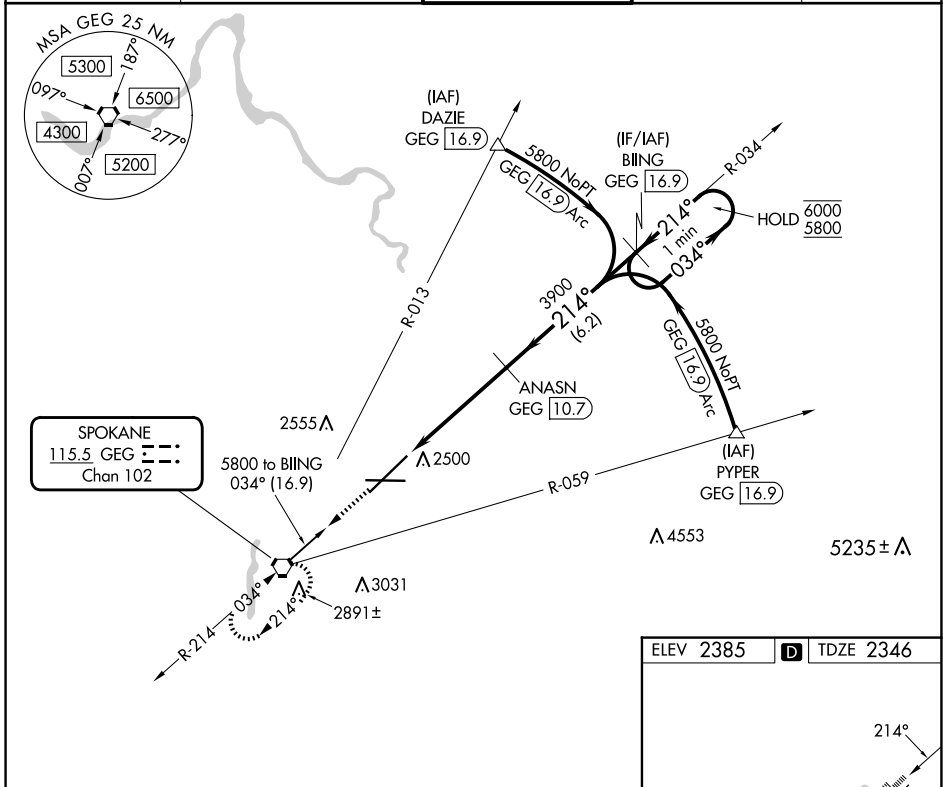 MSA GEG 25 NM
5300
187°
097°
6500
4300
277°
007°
5200
(IAF)
DAZIE
GEG 16.9
5800 NoPT
GEG 16.9 Arc
(IF/IAF)
BIING
GEG 16.9
R-034
214°
1 min
034°
HOLD 6000
5800
R-013
3900
214°
(6.2)
5800 NoPT
GEG 16.9 Arc
ANASN
GEG 10.7
2555
2500
SPOKANE
115.5 GEG
Chan 102
5800 to BIING
034° (16.9)
R-059
(IAF)
PYPER
GEG 16.9
4553
5235±
3031
2891±
034°
214°
R-214
ELEV 2385 D TDZE 2346
214°